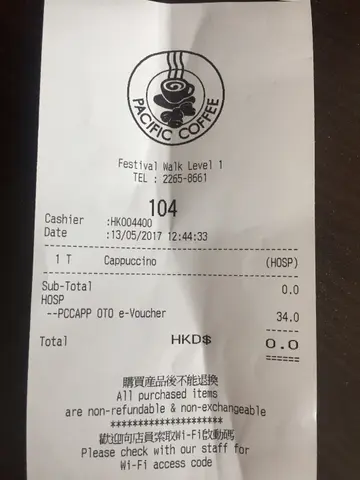 PACIFIC COFFEE
Festival Walk Level 1
TEL : 2265-8661
104
Cashier :HK004400
Date :13/05/2017 12:44:33
1 T Cappuccino (HOSP)
Sub-Total 0.0
HOSP
--PCCAPP OTO e-Voucher 34.0
Total HKD$ 0.0
======
購買産品後不能退換
All purchased items
are non-refundable & non-exchangeable
*********************
歡迎向店員索取Wi-Fi啟動碼
Please check with our staff for
Wi-Fi access code